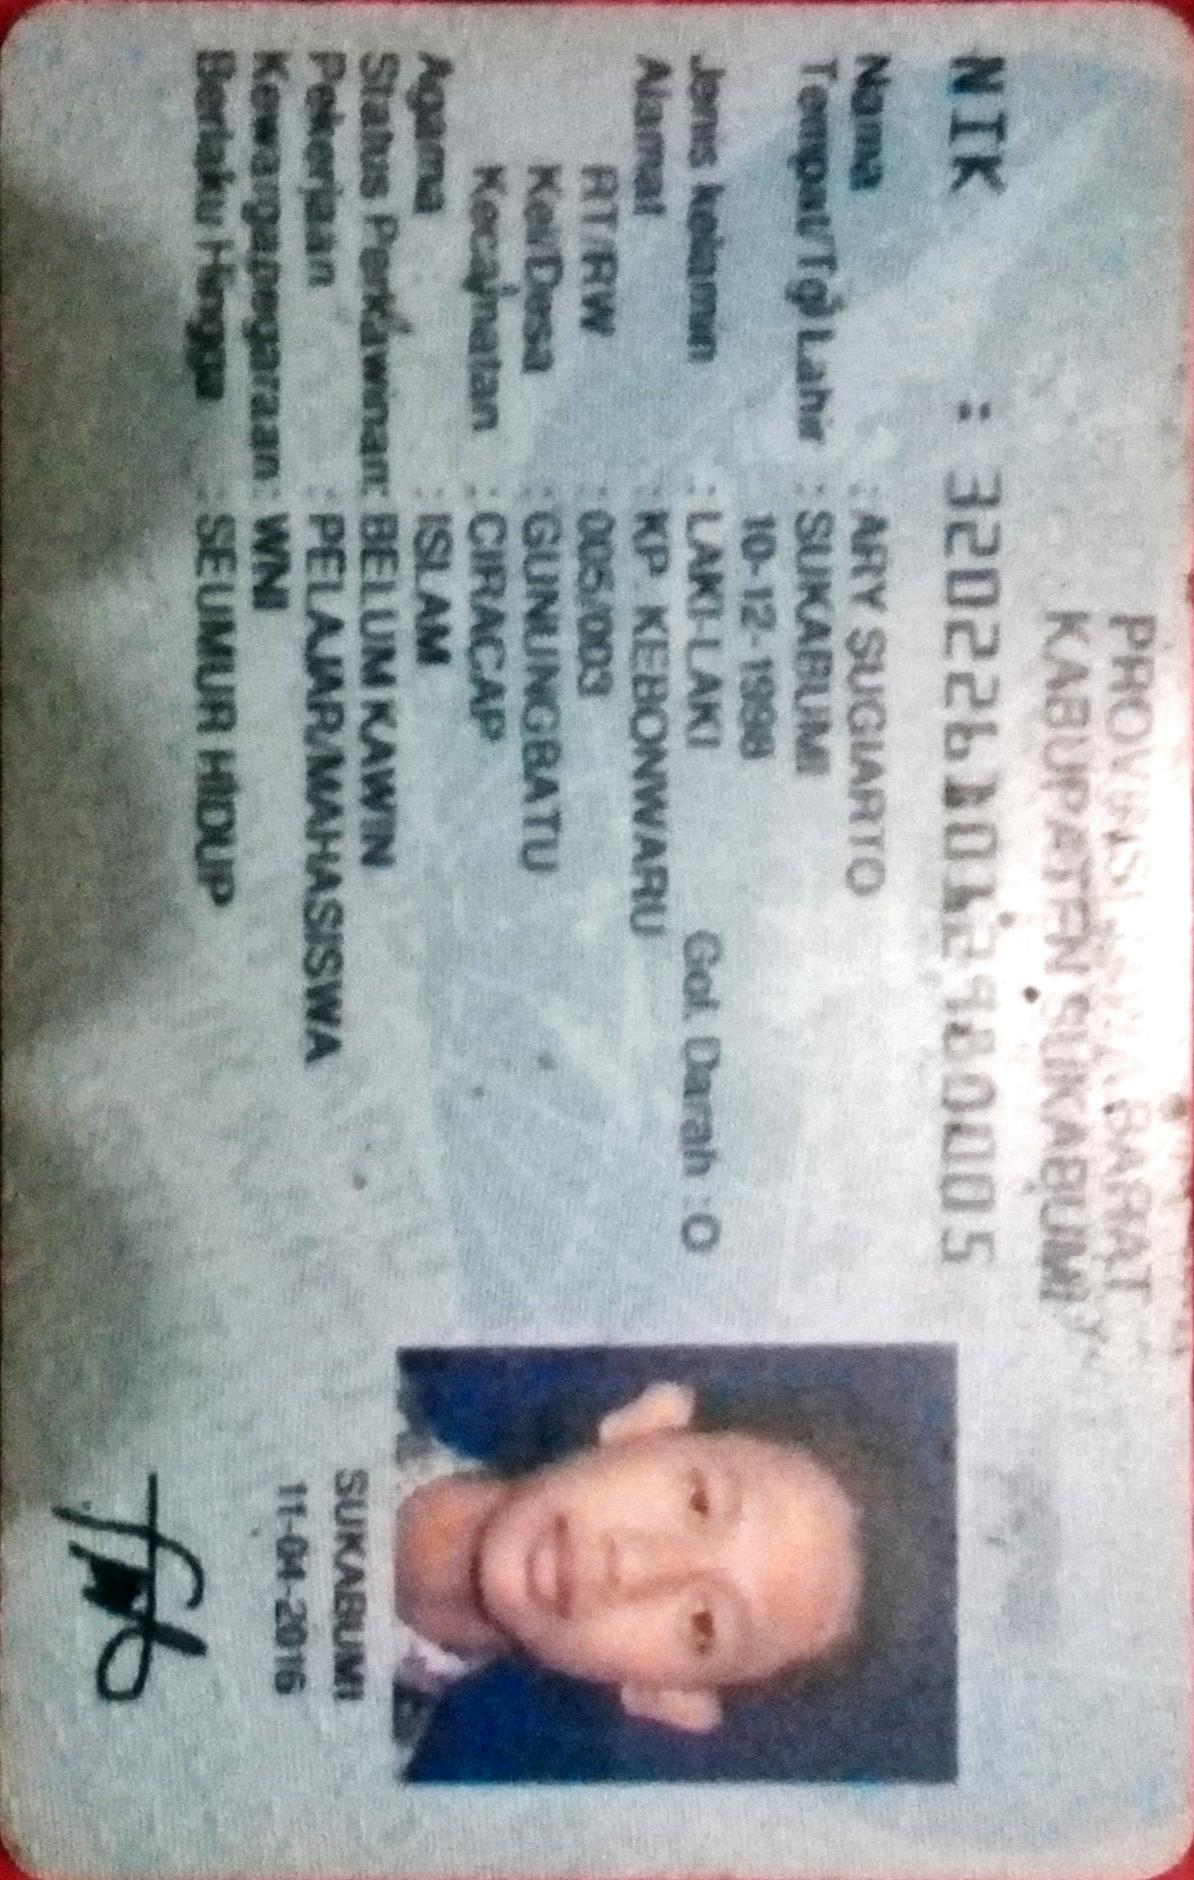 PROVINSI JAWA BARAT
KABUPATEN SUKABUMI
NIK : 3202261012980005
Nama : ARY SUGIARTO
Tempat/Tgl Lahir : SUKABUMI
10-12-1998
Jenis kelamin : LAKI-LAKI Gol. Darah : O
Alamat : KP. KEBONWARU
RT/RW : 005/003
Kel/Desa : GUNUNGBATU
Kecamatan : CIRACAP
Agama : ISLAM
Status Perkawinan: BELUM KAWIN
Pekerjaan : PELAJAR/MAHASISWA
Kewarganegaraan: WNI
Berlaku Hingga : SEUMUR HIDUP
SUKABUMI
11-04-2016